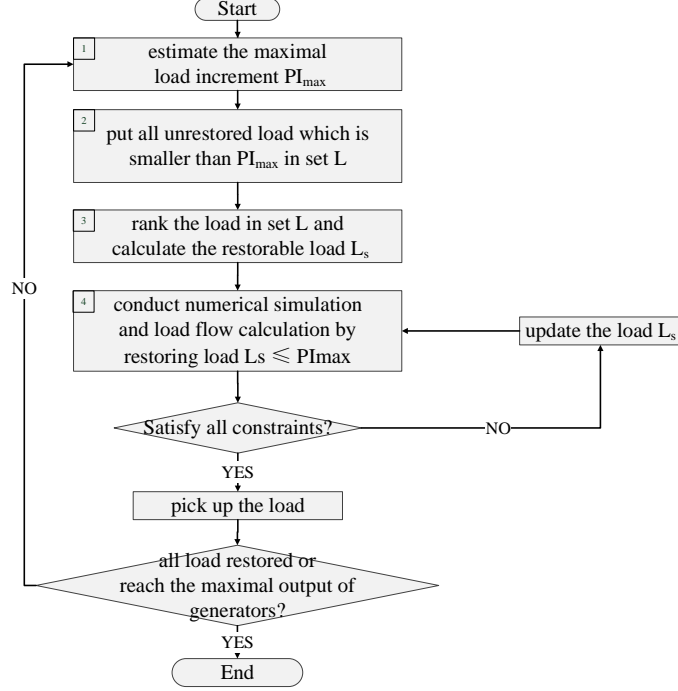 Start
1
estimate the maximal
load increment PImax
2
put all unrestored load which is
smaller than PImax in set L
3
rank the load in set L and
calculate the restorable load Ls
4
conduct numerical simulation
and load flow calculation by
restoring load Ls ≤ PImax
update the load Ls
Satisfy all constraints?
NO
YES
pick up the load
all load restored or
reach the maximal output of
generators?
NO
YES
End